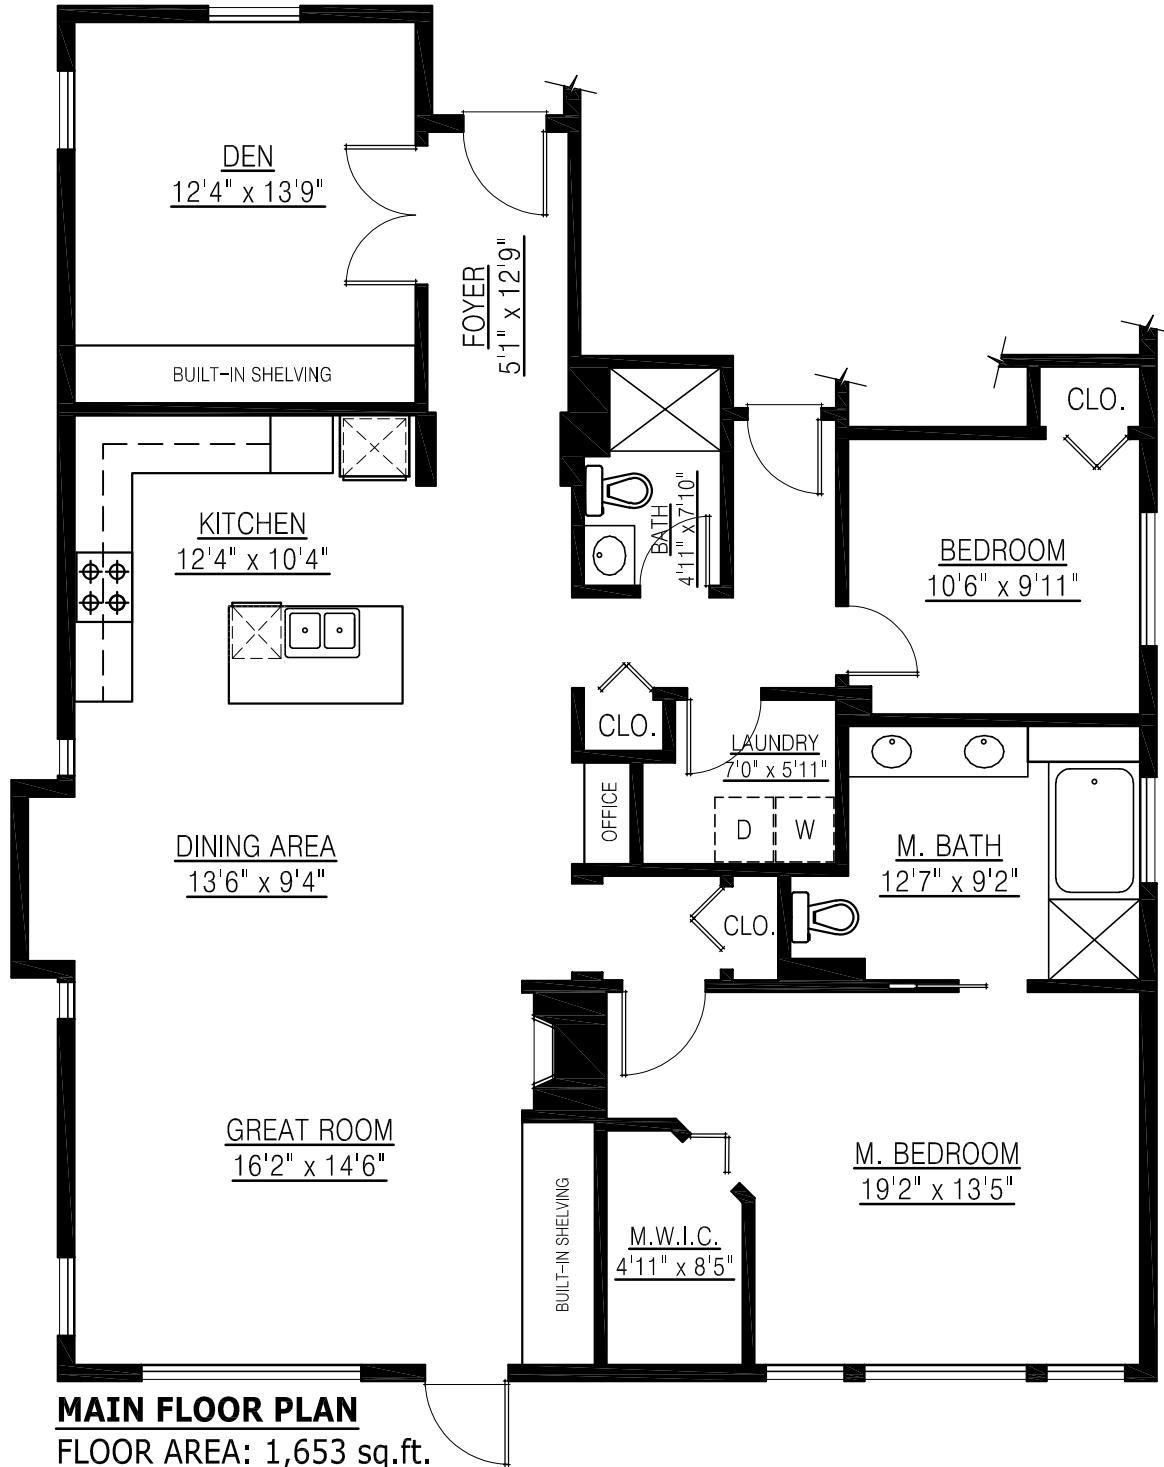 DEN
12'4" x 13'9"
FOYER
5'1" x 12'9"
BUILT-IN SHELVING
CLO.
KITCHEN
12'4" x 10'4"
BATH
4'11" x 7'10"
BEDROOM
10'6" x 9'11"
CLO.
LAUNDRY
7'0" x 5'11"
OFFICE
D
W
DINING AREA
13'6" x 9'4"
M. BATH
12'7" x 9'2"
CLO.
GREAT ROOM
16'2" x 14'6"
M. BEDROOM
19'2" x 13'5"
BUILT-IN SHELVING
M.W.I.C.
4'11" x 8'5"
MAIN FLOOR PLAN
FLOOR AREA: 1,653 sq.ft.